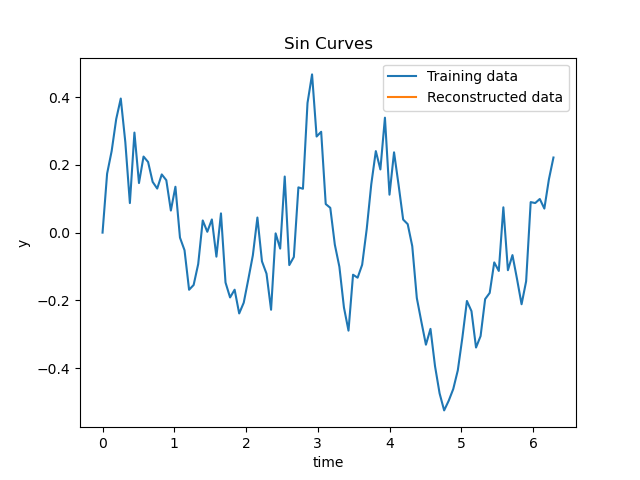 Sin Curves
Training data
Reconstructed data
0.4
0.2
0.0
−0.2
−0.4
y
0 1 2 3 4 5 6
time